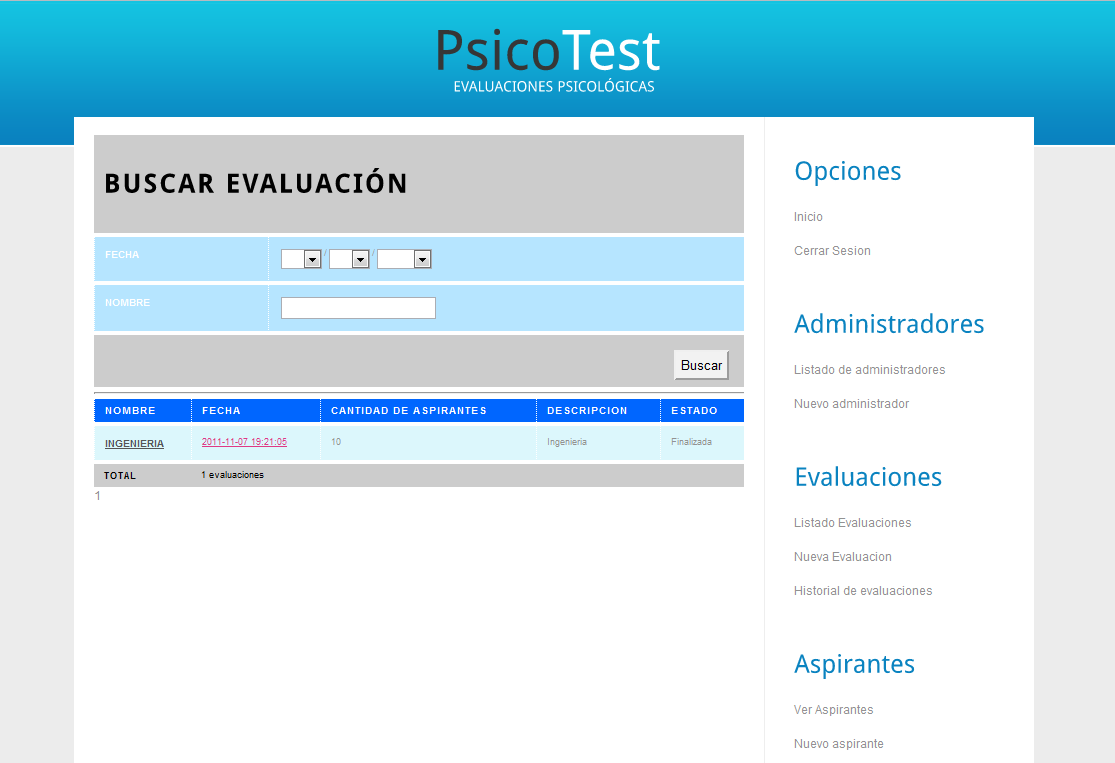 PsicoTest
EVALUACIONES PSICOLÓGICAS
BUSCAR EVALUACIÓN
FECHA / /
NOMBRE
Buscar
NOMBRE FECHA CANTIDAD DE ASPIRANTES DESCRIPCION ESTADO
INGENIERIA 2011-11-07 19:21:05 10 Ingenieria Finalizada
TOTAL 1 evaluaciones
1
Opciones
Inicio
Cerrar Sesion
Administradores
Listado de administradores
Nuevo administrador
Evaluaciones
Listado Evaluaciones
Nueva Evaluacion
Historial de evaluaciones
Aspirantes
Ver Aspirantes
Nuevo aspirante